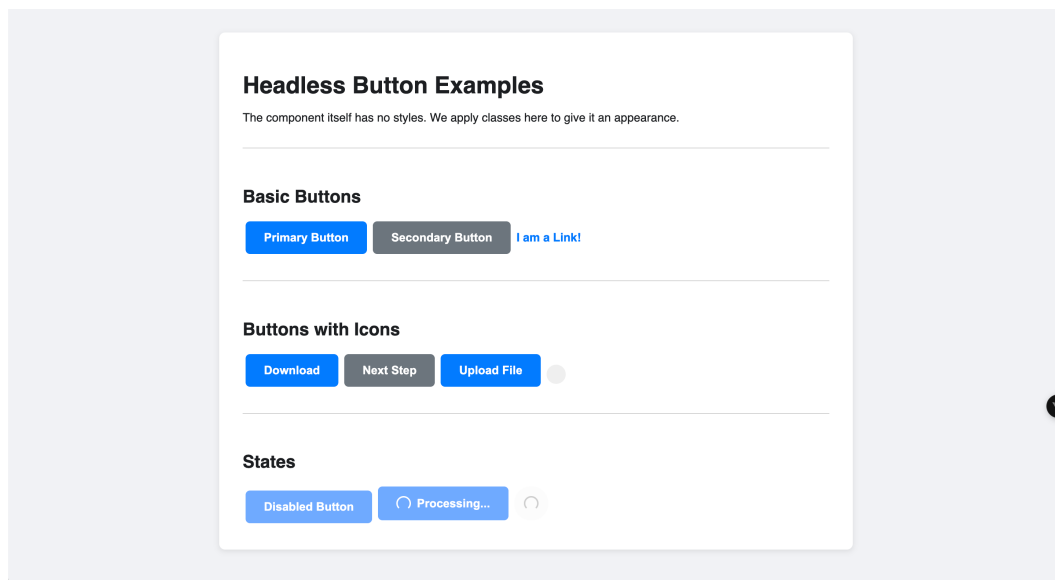 Headless Button Examples
The component itself has no styles. We apply classes here to give it an appearance.
Basic Buttons
Primary Button Secondary Button I am a Link!
Buttons with Icons
Download Next Step Upload File
States
Disabled Button Processing...